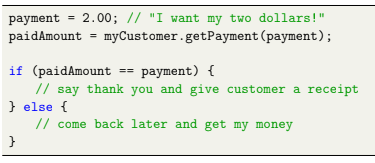 payment = 2.00; // "I want my two dollars!"
paidAmount = myCustomer.getPayment(payment);
if (paidAmount == payment) {
// say thank you and give customer a receipt
} else {
// come back later and get my money
}